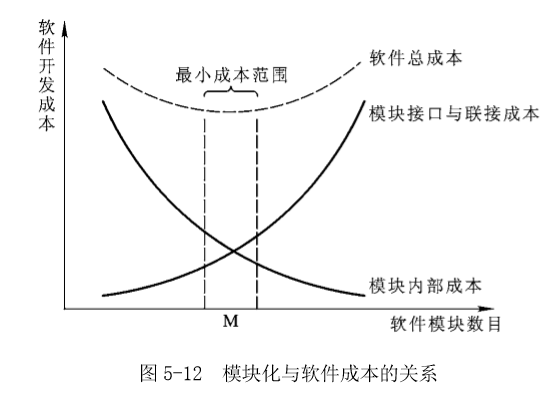 软件开发成本
最小成本范围
软件总成本
模块接口与联接成本
模块内部成本
M
软件模块数目
图 5-12 模块化与软件成本的关系